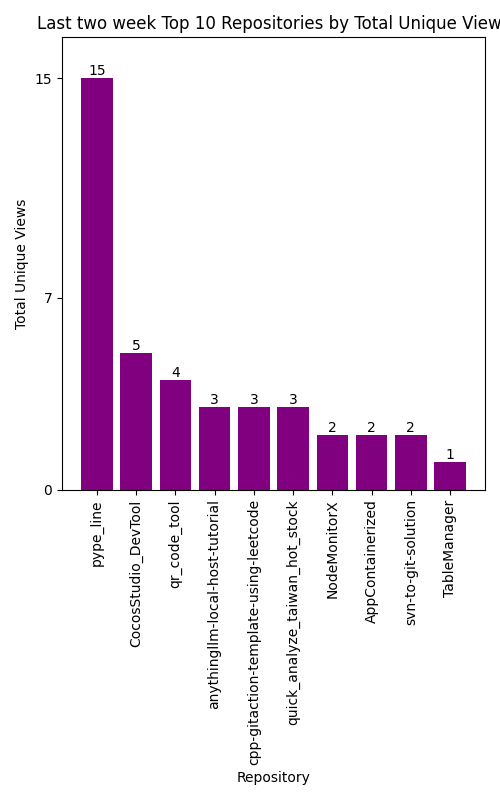 Last two week Top 10 Repositories by Total Unique View
Total Unique Views
15
7
0
15
5
4
3
3
3
2
2
2
1
pype_line
CocosStudio_DevTool
qr_code_tool
anythingllm-local-host-tutorial
cpp-gitaction-template-using-leetcode
quick_analyze_taiwan_hot_stock
NodeMonitorX
AppContainerized
svn-to-git-solution
TableManager
Repository